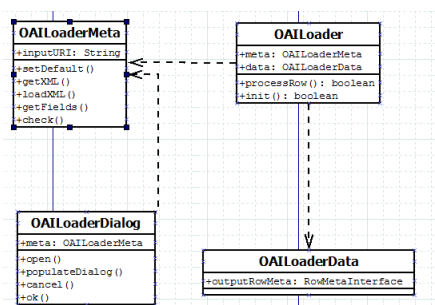 OAILoaderMeta
+inputURI: String
+setDefault()
+getXML()
+loadXML()
+getFields()
+check()
OAILoader
+meta: OAILoaderMeta
+data: OAILoaderData
+processRow(): boolean
+init(): boolean
OAILoaderDialog
+meta: OAILoaderMeta
+open()
+populateDialog()
+cancel()
+ok()
OAILoaderData
+outputRowMeta: RowMetaInterface